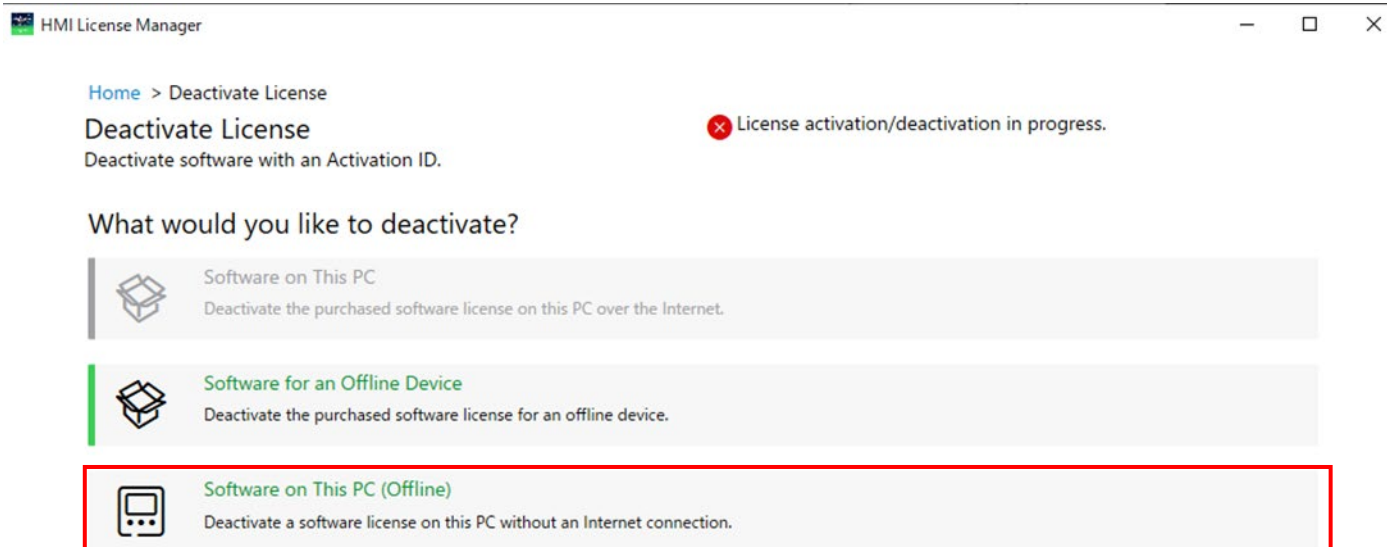 HMI License Manager
Home > Deactivate License
Deactivate License
License activation/deactivation in progress.
Deactivate software with an Activation ID.
What would you like to deactivate?
Software on This PC
Deactivate the purchased software license on this PC over the Internet.
Software for an Offline Device
Deactivate the purchased software license for an offline device.
Software on This PC (Offline)
Deactivate a software license on this PC without an Internet connection.